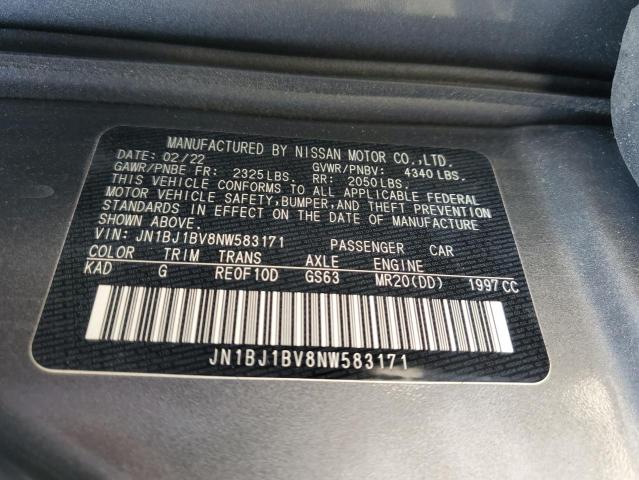 MANUFACTURED BY NISSAN MOTOR CO.,LTD.
DATE: 02/22 GVWR/PNBV: 4340 LBS.
GAWR/PNBE FR: 2325 LBS. RR: 2050 LBS.
THIS VEHICLE CONFORMS TO ALL APPLICABLE FEDERAL
MOTOR VEHICLE SAFETY,BUMPER,AND THEFT PREVENTION
STANDARDS IN EFFECT ON THE DATE OF MANUFACTURE
SHOWN ABOVE.
VIN: JN1BJ1BV8NW583171 PASSENGER CAR
COLOR TRIM TRANS AXLE ENGINE
KAD G REOF10D GS63 MR20(DD) 1997CC
JN1BJ1BV8NW583171